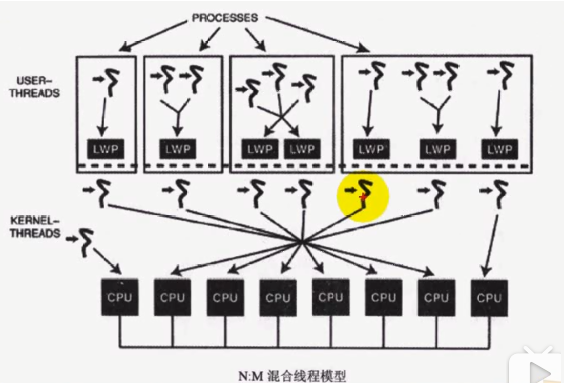 PROCESSES
USER-
THREADS
LWP LWP LWP LWP LWP LWP LWP
KERNEL-
THREADS
CPU CPU CPU CPU CPU CPU CPU CPU
N:M 混合线程模型